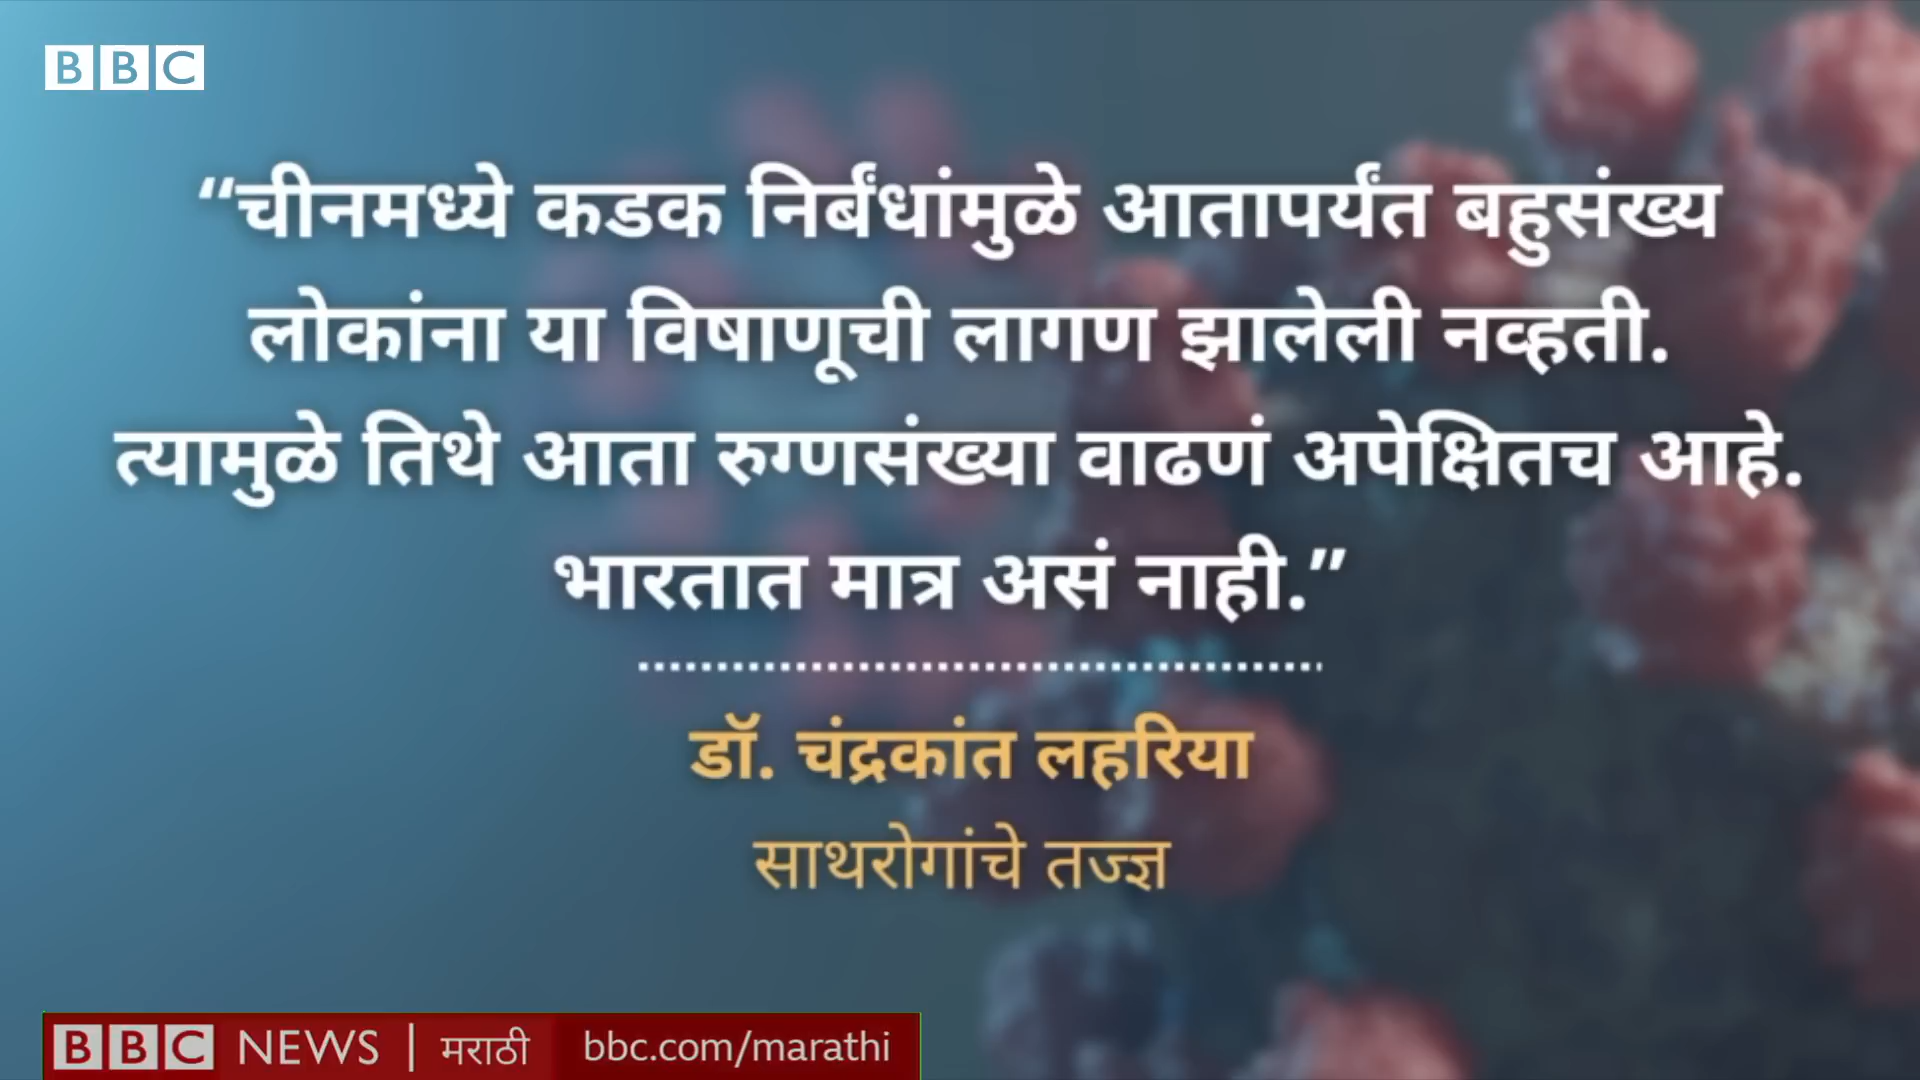 BBC
“चीनमध्ये कडक निर्बंधांमुळे आतापर्यंत बहुसंख्य
लोकांना या विषाणूची लागण झालेली नव्हती.
त्यामुळे तिथे आता रुग्णसंख्या वाढणं अपेक्षितच आहे.
भारतात मात्र असं नाही.”
डॉ. चंद्रकांत लहरिया
साथरोगांचे तज्ज्ञ
BBC NEWS | मराठी bbc.com/marathi